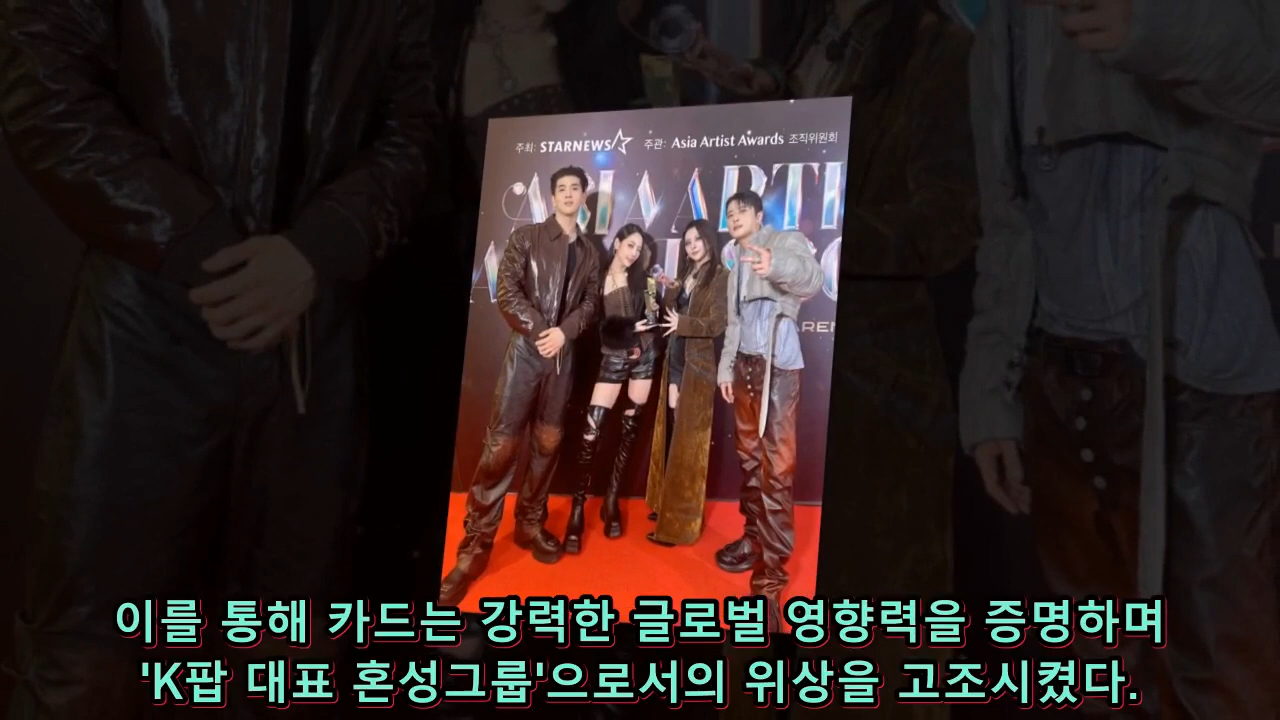 주최: STARNEWS 주관: Asia Artist Awards 조직위원회
ASIA ARTI
이를 통해 카드는 강력한 글로벌 영향력을 증명하며
'K팝 대표 혼성그룹'으로서의 위상을 고조시켰다.